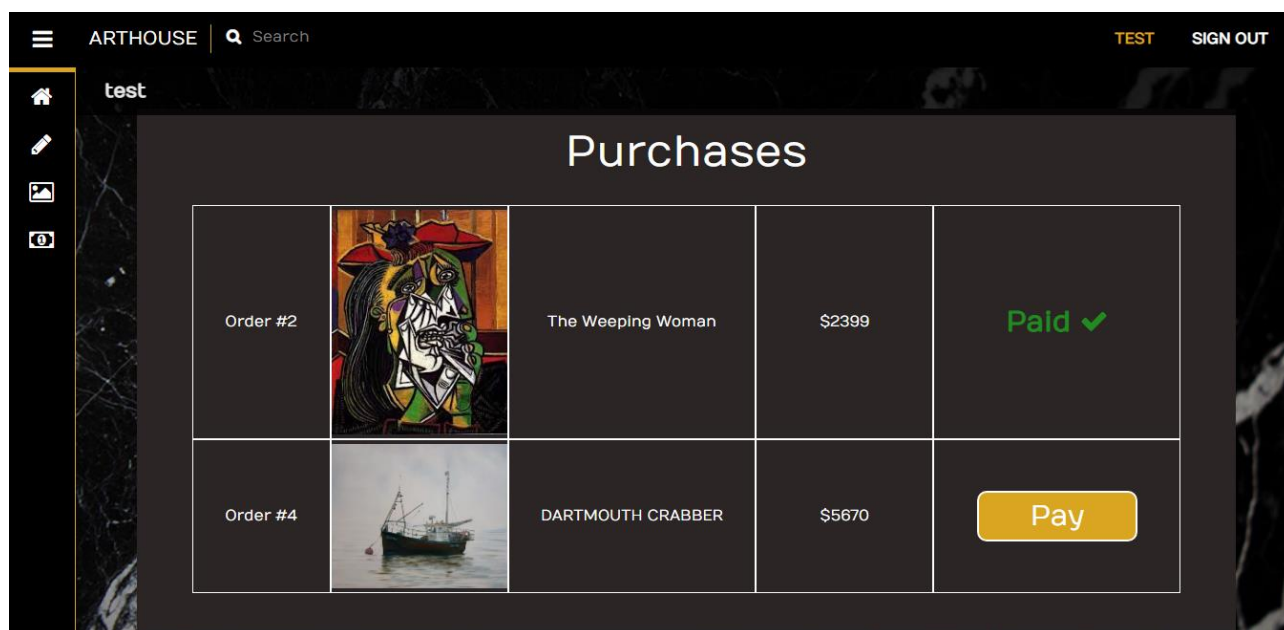 ARTHOUSE Search TEST SIGN OUT
test
Purchases
Order #2 The Weeping Woman $2399 Paid
Order #4 DARTMOUTH CRABBER $5670 Pay